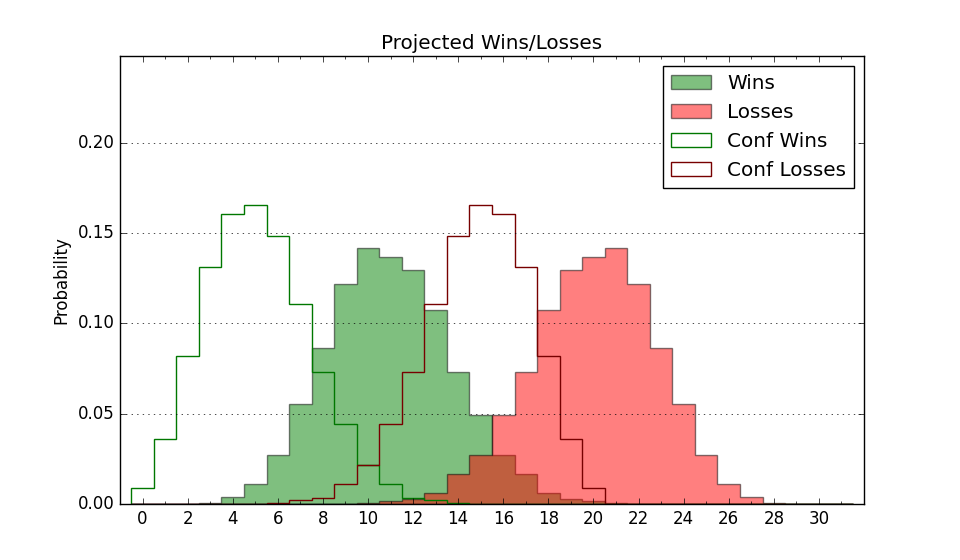 Projected Wins/Losses
Wins
Losses
Conf Wins
Conf Losses
Probability
0.20
0.15
0.10
0.05
0.00
0 2 4 6 8 10 12 14 16 18 20 22 24 26 28 30